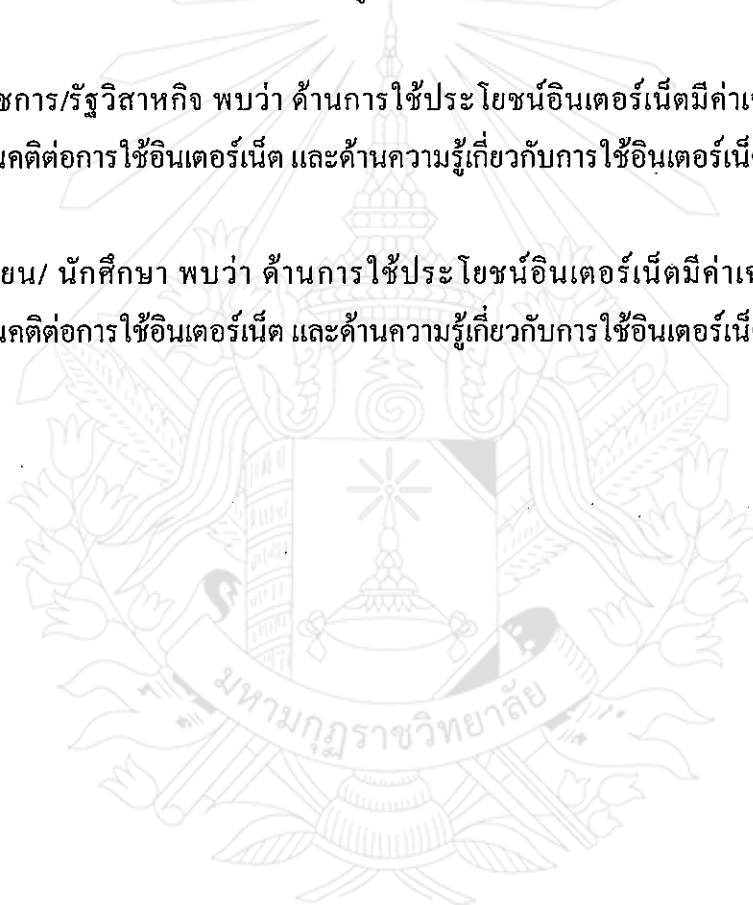 ชการ/รัฐวิสาหกิจ พบว่า ด้านการใช้ประโยชน์อินเตอร์เน็ตมีค่าเ
นคติต่อการใช้อินเตอร์เน็ต และด้านความรู้เกี่ยวกับการใช้อินเตอร์เน็
ยน/ นักศึกษา พบว่า ด้านการใช้ประโยชน์อินเตอร์เน็ตมีค่าเ
นคติต่อการใช้อินเตอร์เน็ต และด้านความรู้เกี่ยวกับการใช้อินเตอร์เน็
มหามกุฏราชวิทยาลัย